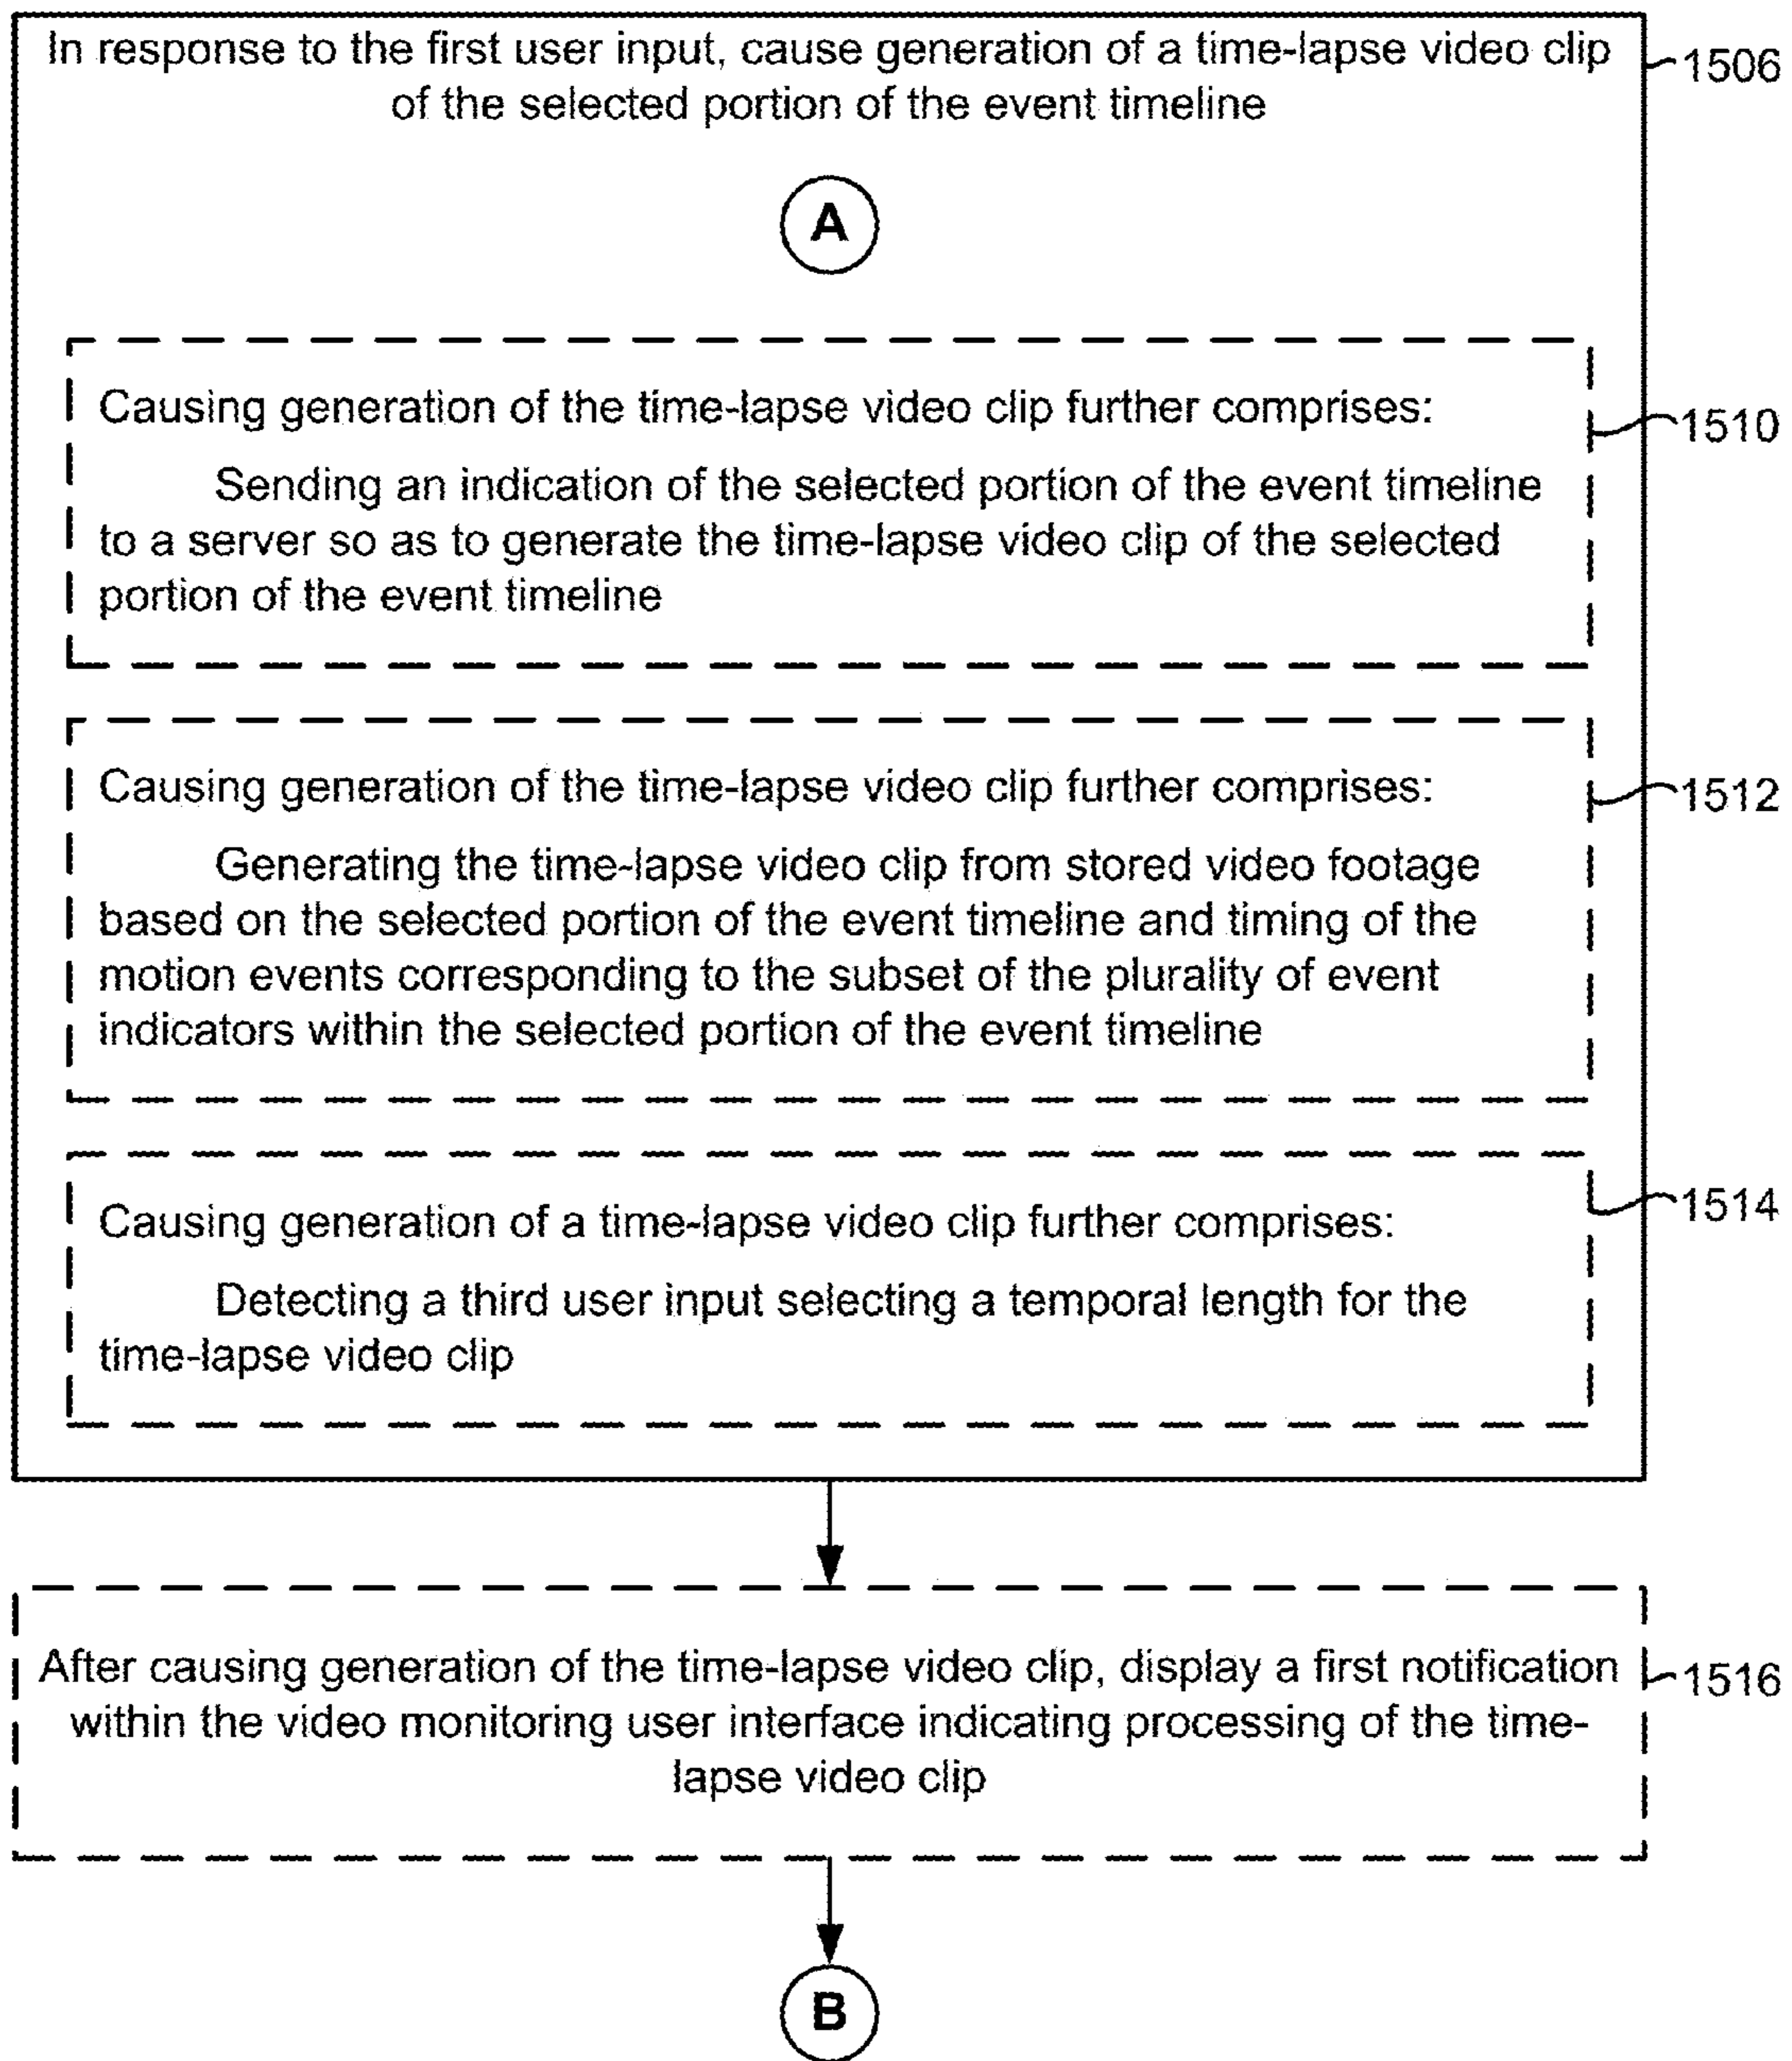 In response to the first user input, cause generation of a time-lapse video clip
of the selected portion of the event timeline
1506
A
Causing generation of the time-lapse video clip further comprises:
1510
Sending an indication of the selected portion of the event timeline
to a server so as to generate the time-lapse video clip of the selected
portion of the event timeline
Causing generation of the time-lapse video clip further comprises:
1512
Generating the time-lapse video clip from stored video footage
based on the selected portion of the event timeline and timing of the
motion events corresponding to the subset of the plurality of event
indicators within the selected portion of the event timeline
Causing generation of a time-lapse video clip further comprises:
1514
Detecting a third user input selecting a temporal length for the
time-lapse video clip
After causing generation of the time-lapse video clip, display a first notification
1516
within the video monitoring user interface indicating processing of the time-
lapse video clip
B